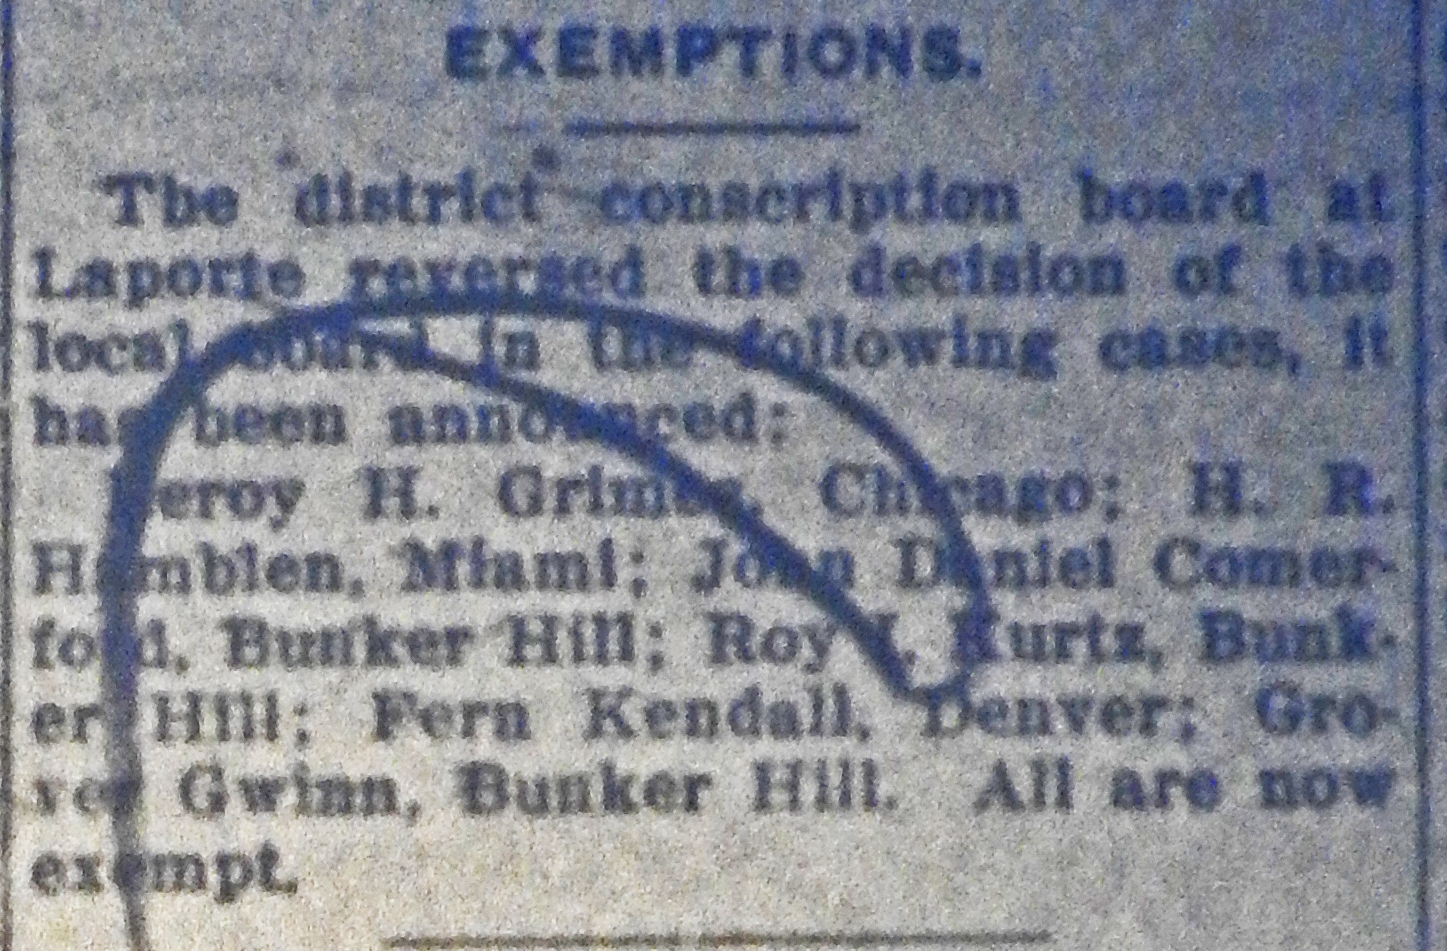 EXEMPTIONS.
The district conscription board at
Laporte rexersed the decision of the
local board in the following cases, it
has been announced:
Leroy H. Grimes, Chicago; H. R.
Hamblen, Miami; John Daniel Comer-
ford, Bunker Hill; Roy Kurtz, Bunk-
er Hill; Fern Kendall, Denver; Gro-
ver Gwinn, Bunker Hill. All are now
exempt.